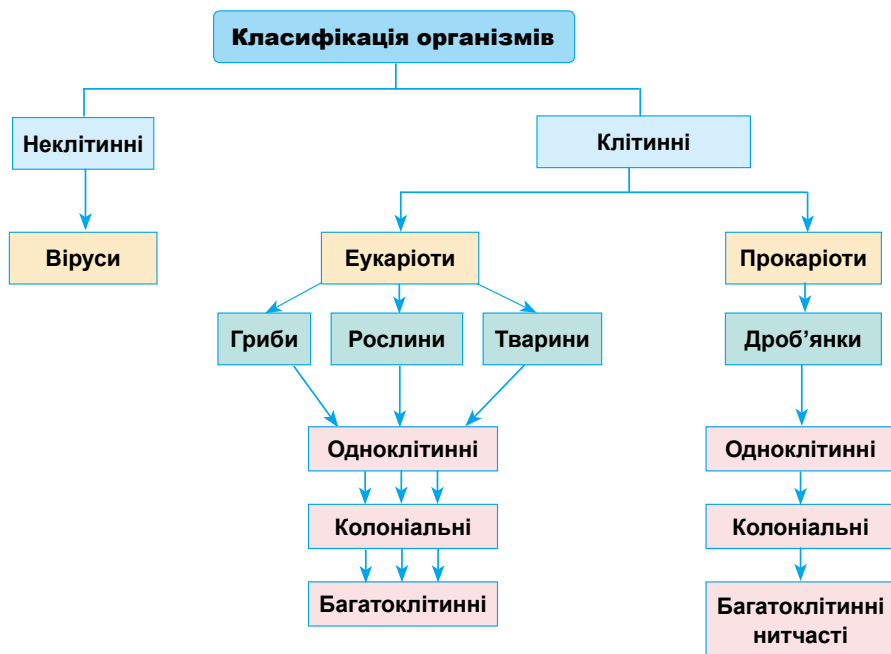 Класифікація організмів
Неклітинні
Клітинні
Віруси
Еукаріоти
Прокаріоти
Гриби
Рослини
Тварини
Дроб’янки
Одноклітинні
Одноклітинні
Колоніальні
Колоніальні
Багатоклітинні
Багатоклітинні
нитчасті